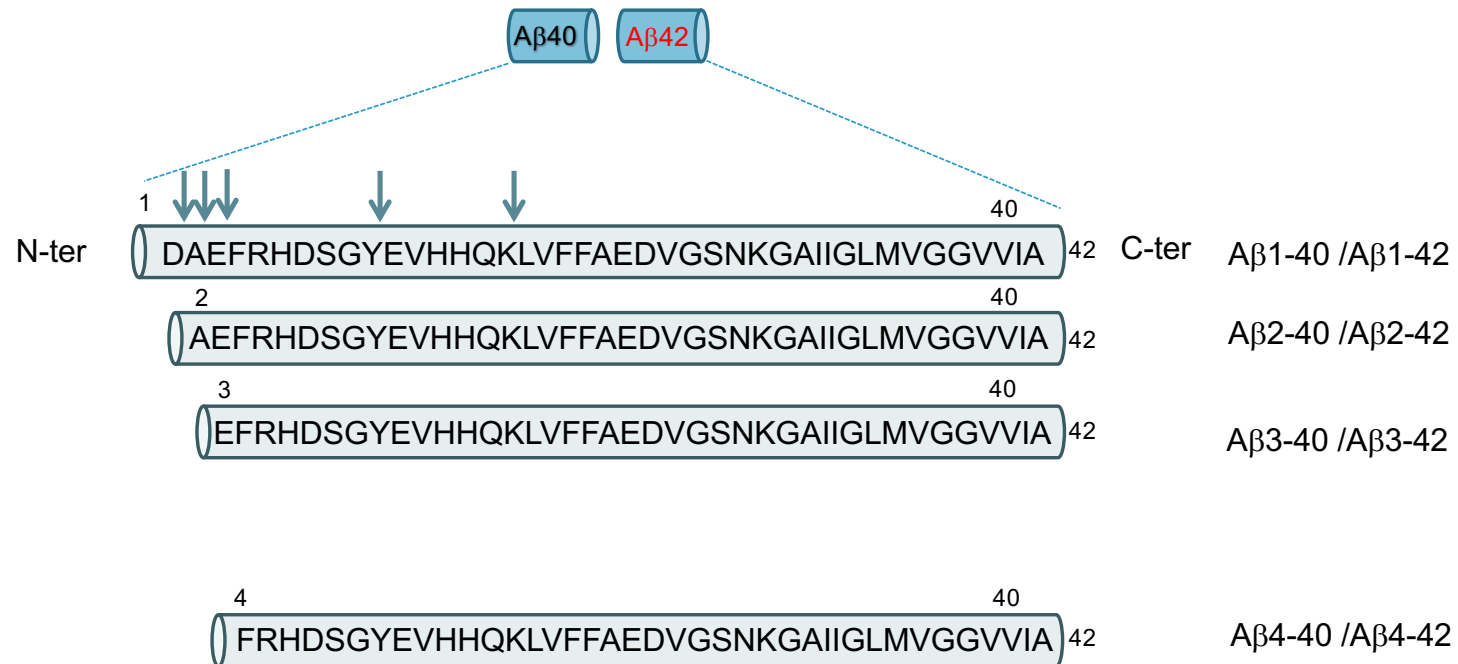 Aβ40 Aβ42
1 40
N-ter DAEFRHDSGYEVHHQKLVFFAEDVGSNKGAIIGLMVGGVVIA 42 C-ter Aβ1-40 /Aβ1-42
2 40
AEFRHDSGYEVHHQKLVFFAEDVGSNKGAIIGLMVGGVVIA 42 Aβ2-40 /Aβ2-42
3 40
EFRHDSGYEVHHQKLVFFAEDVGSNKGAIIGLMVGGVVIA 42 Aβ3-40 /Aβ3-42
4 40
FRHDSGYEVHHQKLVFFAEDVGSNKGAIIGLMVGGVVIA 42 Aβ4-40 /Aβ4-42